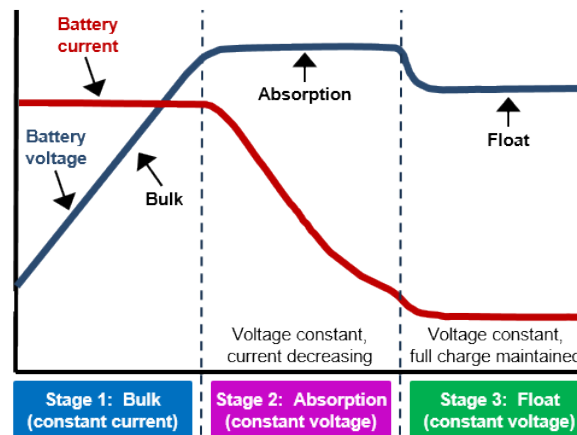 Battery
current
Absorption
Battery
voltage
Float
Bulk
Voltage constant,
current decreasing
Voltage constant,
full charge maintained
Stage 1: Bulk
(constant current)
Stage 2: Absorption
(constant voltage)
Stage 3: Float
(constant voltage)